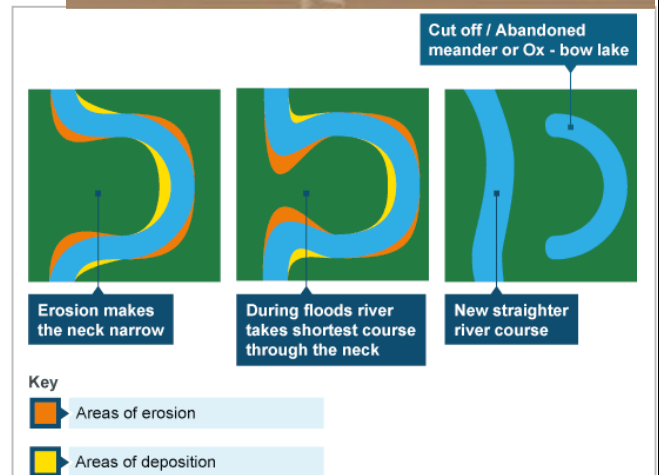 Cut off / Abandoned
meander or Ox - bow lake
Erosion makes
the neck narrow
During floods river
takes shortest course
through the neck
New straighter
river course
Key
Areas of erosion
Areas of deposition